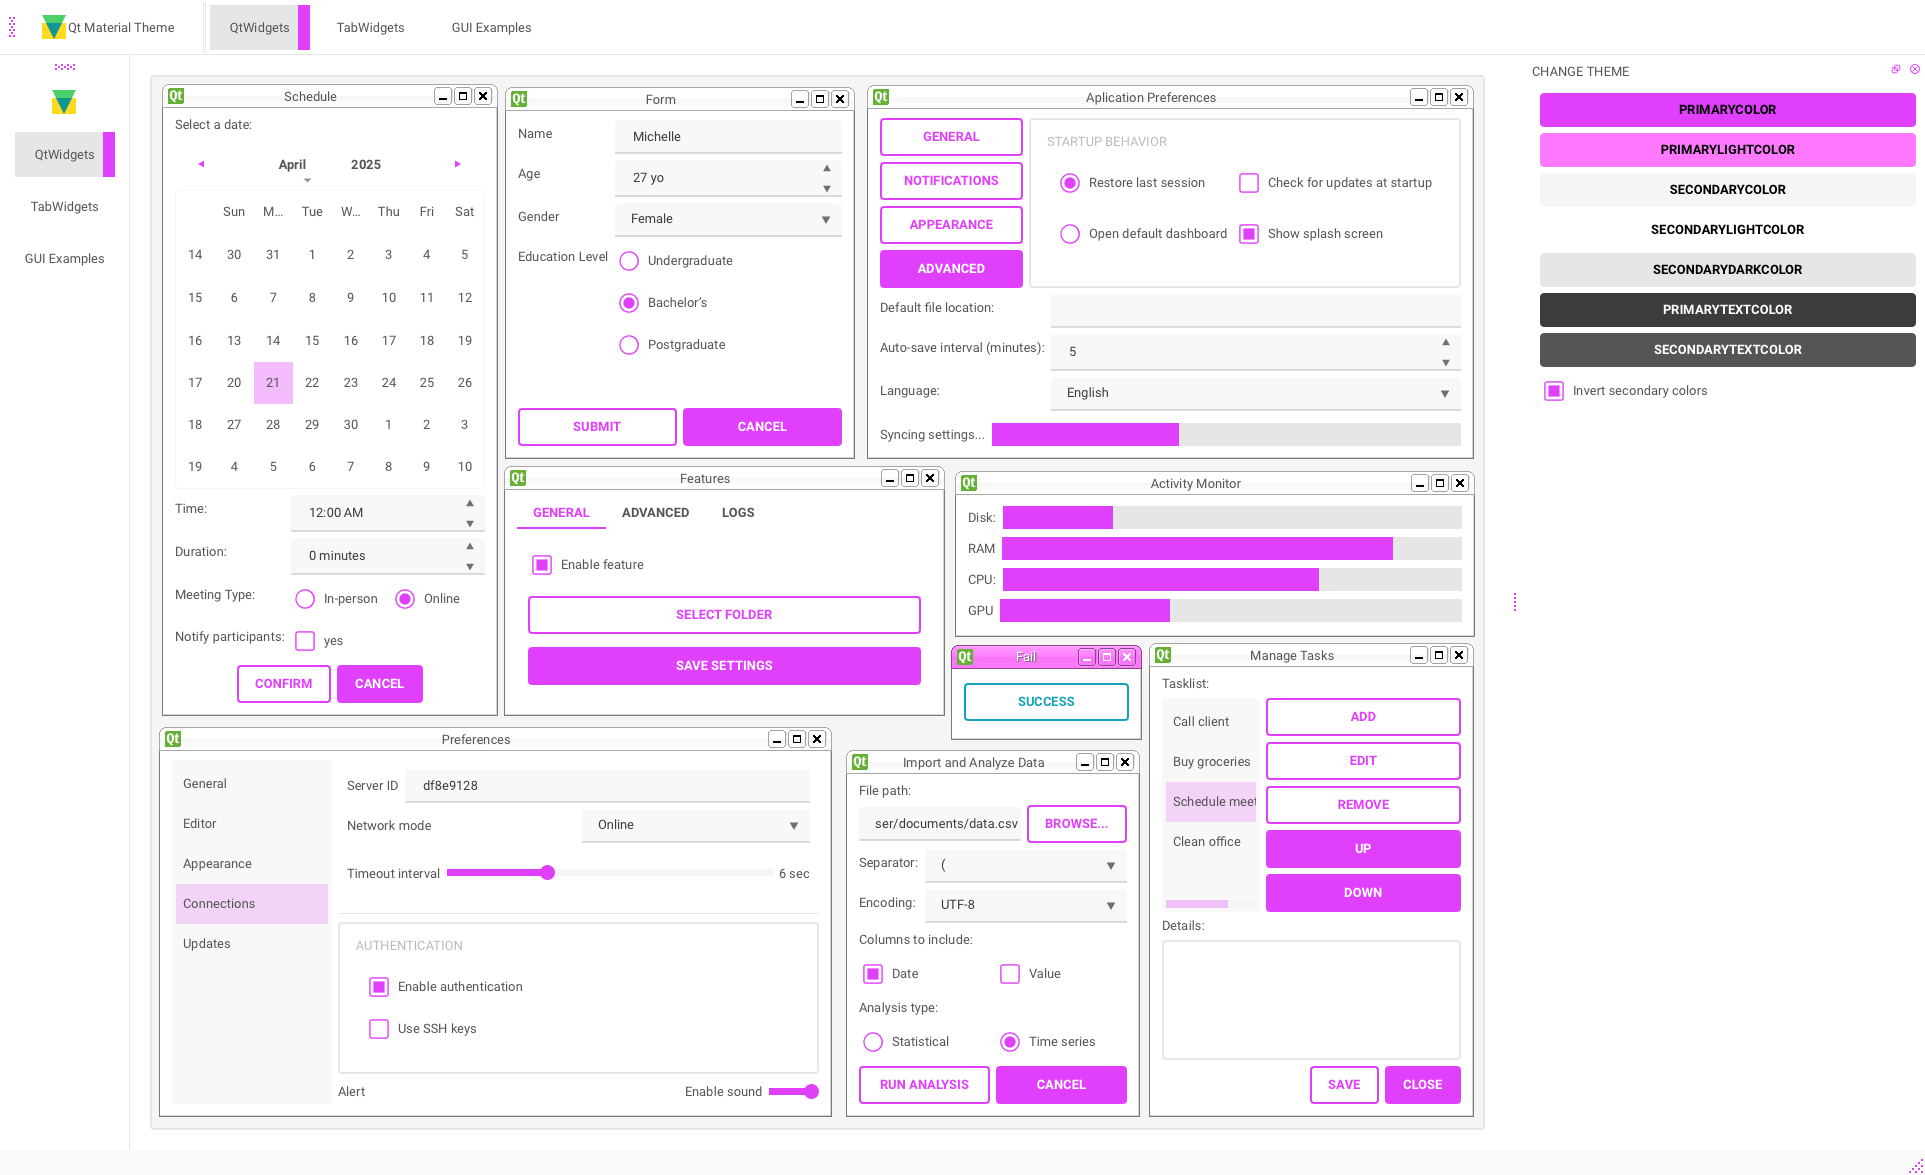 Qt Material Theme
QtWidgets
TabWidgets
GUI Examples
QtWidgets
TabWidgets
GUI Examples
Qt Schedule
Select a date:
April 2025
Sun M... Tue W... Thu Fri Sat
14 30 31 1 2 3 4 5
15 6 7 8 9 10 11 12
16 13 14 15 16 17 18 19
17 20 21 22 23 24 25 26
18 27 28 29 30 1 2 3
19 4 5 6 7 8 9 10
Time: 12:00 AM
Duration: 0 minutes
Meeting Type: In-person Online
Notify participants: yes
CONFIRM CANCEL
Qt Form
Name Michelle
Age 27 yo
Gender Female
Education Level Undergraduate
Bachelor's
Postgraduate
SUBMIT CANCEL
Qt Aplication Preferences
GENERAL
NOTIFICATIONS
APPEARANCE
ADVANCED
STARTUP BEHAVIOR
Restore last session Check for updates at startup
Open default dashboard Show splash screen
Default file location:
Auto-save interval (minutes): 5
Language: English
Syncing settings...
Qt Features
GENERAL ADVANCED LOGS
Enable feature
SELECT FOLDER
SAVE SETTINGS
Qt Activity Monitor
Disk:
RAM
CPU:
GPU
Qt Fail
SUCCESS
Qt Manage Tasks
Tasklist:
Call client
Buy groceries
Schedule meet
Clean office
ADD
EDIT
REMOVE
UP
DOWN
Details:
SAVE CLOSE
Qt Preferences
General
Editor
Appearance
Connections
Updates
Server ID df8e9128
Network mode Online
Timeout interval 6 sec
AUTHENTICATION
Enable authentication
Use SSH keys
Alert Enable sound
Qt Import and Analyze Data
File path:
ser/documents/data.csv BROWSE...
Separator: (
Encoding: UTF-8
Columns to include:
Date Value
Analysis type:
Statistical Time series
RUN ANALYSIS CANCEL
CHANGE THEME
PRIMARYCOLOR
PRIMARYLIGHTCOLOR
SECONDARYCOLOR
SECONDARYLIGHTCOLOR
SECONDARYDARKCOLOR
PRIMARYTEXTCOLOR
SECONDARYTEXTCOLOR
Invert secondary colors